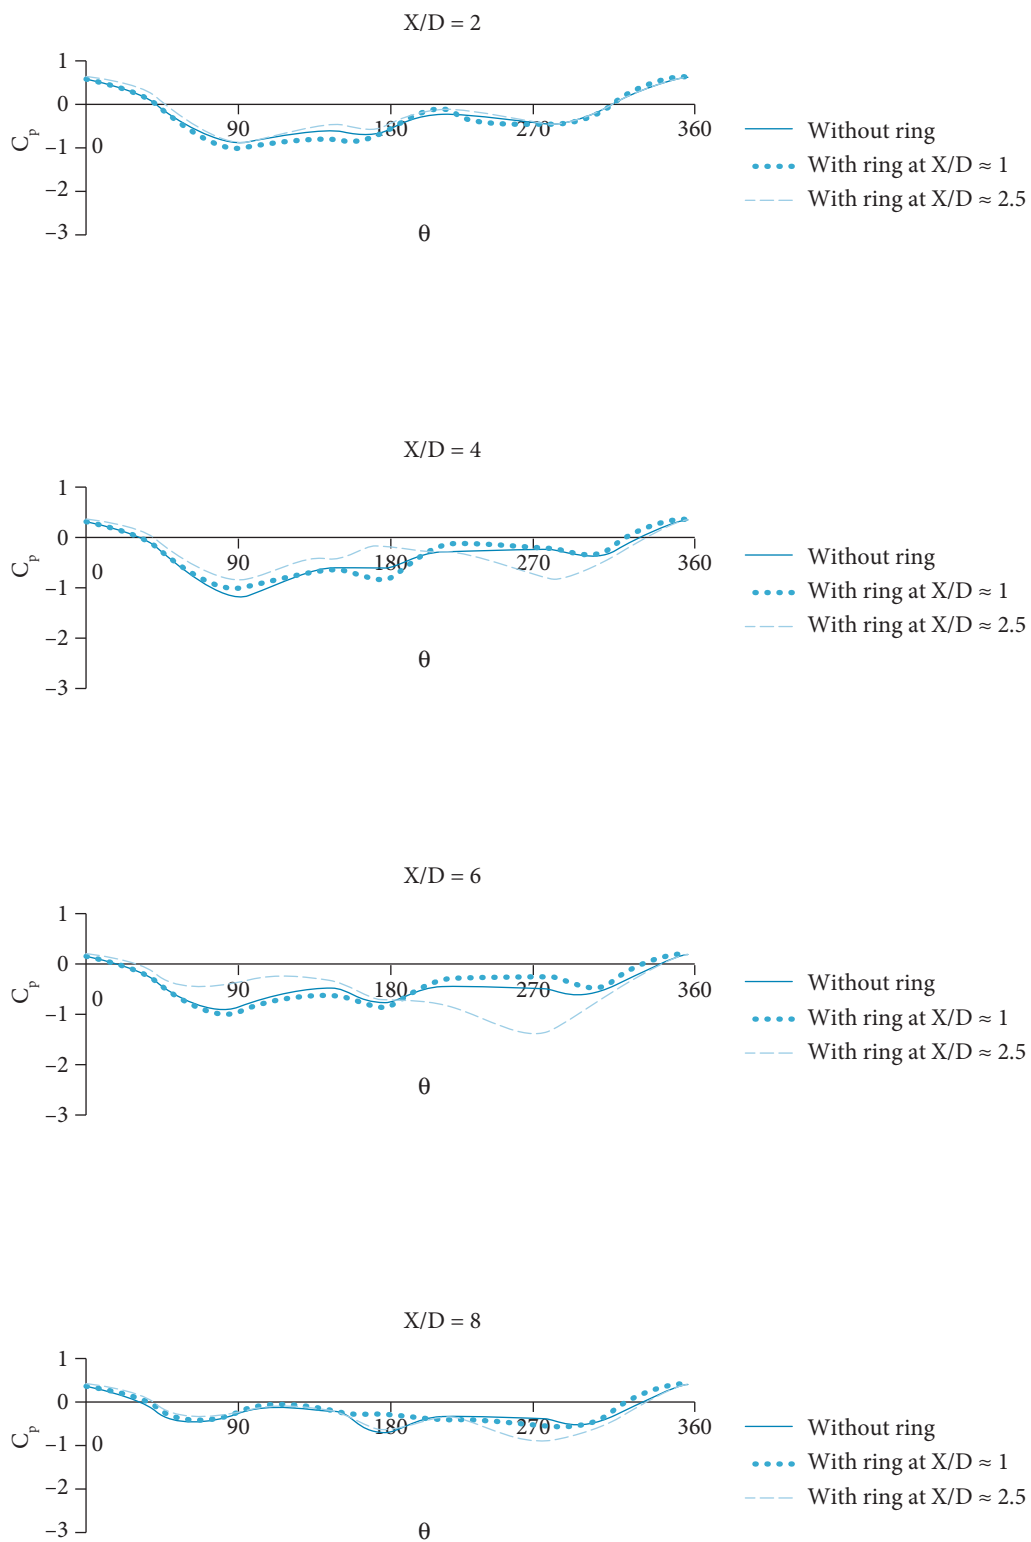 X/D = 2
1
0
–1
–2
–3
C_p
0
90
180
270
360
θ
Without ring
With ring at X/D ≈ 1
With ring at X/D ≈ 2.5
X/D = 4
1
0
–1
–2
–3
C_p
0
90
180
270
360
θ
Without ring
With ring at X/D ≈ 1
With ring at X/D ≈ 2.5
X/D = 6
1
0
–1
–2
–3
C_p
0
90
180
270
360
θ
Without ring
With ring at X/D ≈ 1
With ring at X/D ≈ 2.5
X/D = 8
1
0
–1
–2
–3
C_p
0
90
180
270
360
θ
Without ring
With ring at X/D ≈ 1
With ring at X/D ≈ 2.5